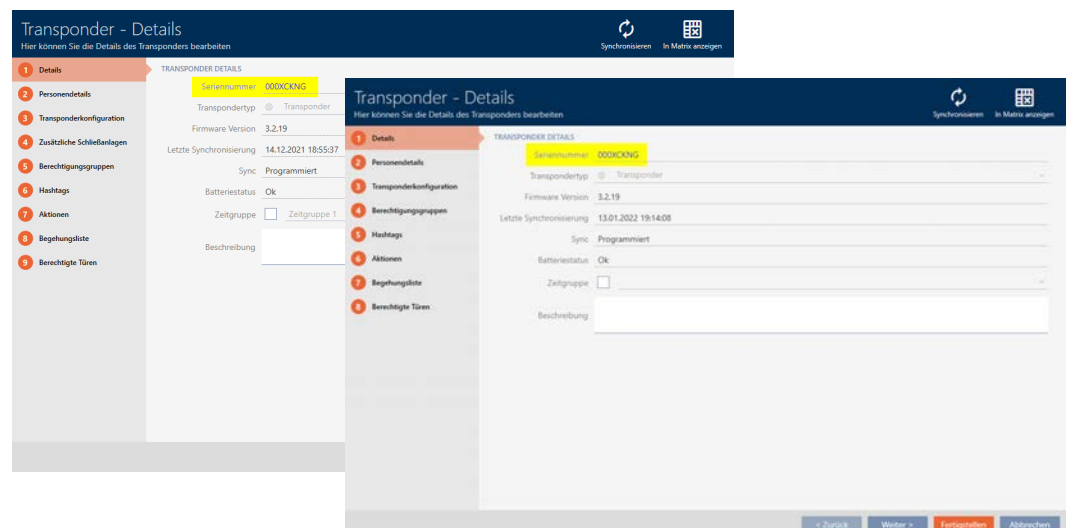 Transponder - Details
Hier können Sie die Details des Transponders bearbeiten
Synchronisieren
In Matrix anzeigen
1 Details
2 Personendetails
3 Transponderkonfiguration
4 Zusätzliche Schließanlagen
5 Berechtigungsgruppen
6 Hashtags
7 Aktionen
8 Begehungsliste
9 Berechtigte Türen
TRANSPONDER DETAILS
Seriennummer 000XCKNG
Transpondertyp Transponder
Firmware Version 3.2.19
Letzte Synchronisierung 14.12.2021 18:55:37
Sync Programmiert
Batteriestatus Ok
Zeitgruppe Zeitgruppe 1
Beschreibung
Transponder - Details
Hier können Sie die Details des Transponders bearbeiten
Synchronisieren
In Matrix anzeigen
1 Details
2 Personendetails
3 Transponderkonfiguration
4 Berechtigungsgruppen
5 Hashtags
6 Aktionen
7 Begehungsliste
8 Berechtigte Türen
TRANSPONDER DETAILS
Seriennummer 000XCKNG
Transpondertyp Transponder
Firmware Version 3.2.19
Letzte Synchronisierung 13.01.2022 19:14:08
Sync Programmiert
Batteriestatus Ok
Zeitgruppe
Beschreibung
< Zurück
Weiter >
Fertigstellen
Abbrechen